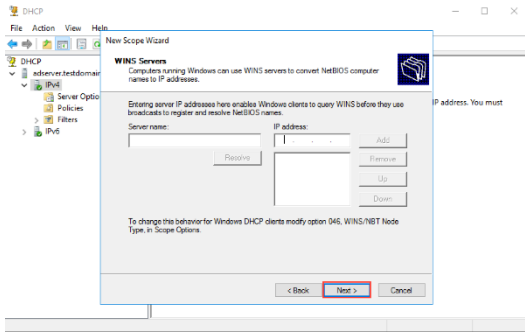 DHCP
File Action View Help
DHCP
adserver.testdomair
IPv4
Server Optio
Policies
Filters
IPv6
IP address. You must
New Scope Wizard
WINS Servers
Computers running Windows can use WINS servers to convert NetBIOS computer
names to IP addresses.
Entering server IP addresses here enables Windows clients to query WINS before they use
broadcasts to register and resolve NetBIOS names.
Server name:
IP address:
Add
Resolve
Remove
Up
Down
To change this behavior for Windows DHCP clients modify option 046, WINS/NBT Node
Type, in Scope Options.
< Back Next > Cancel